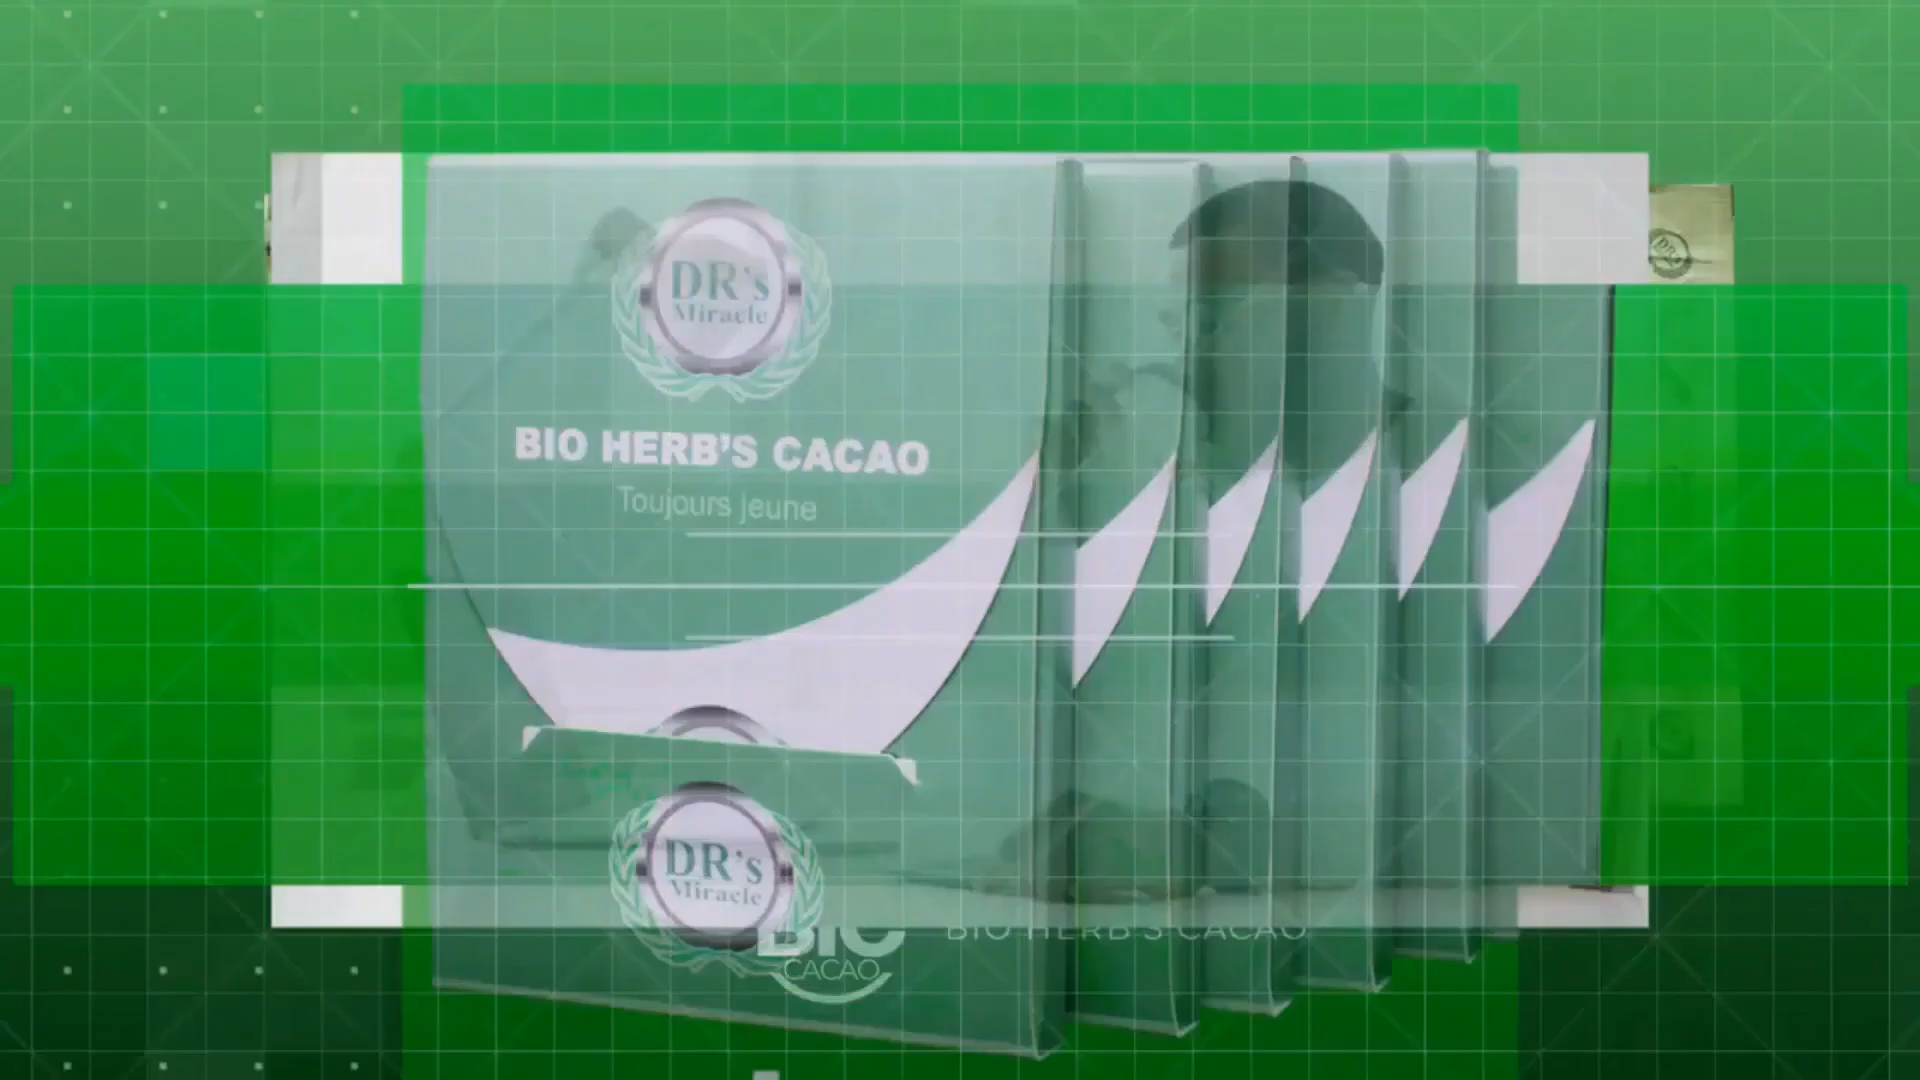 DR's
Miracle
BIO HERB'S CACAO
Toujours jeune
DR's
Miracle
BIO
CACAO
BIO HERB'S CACAO